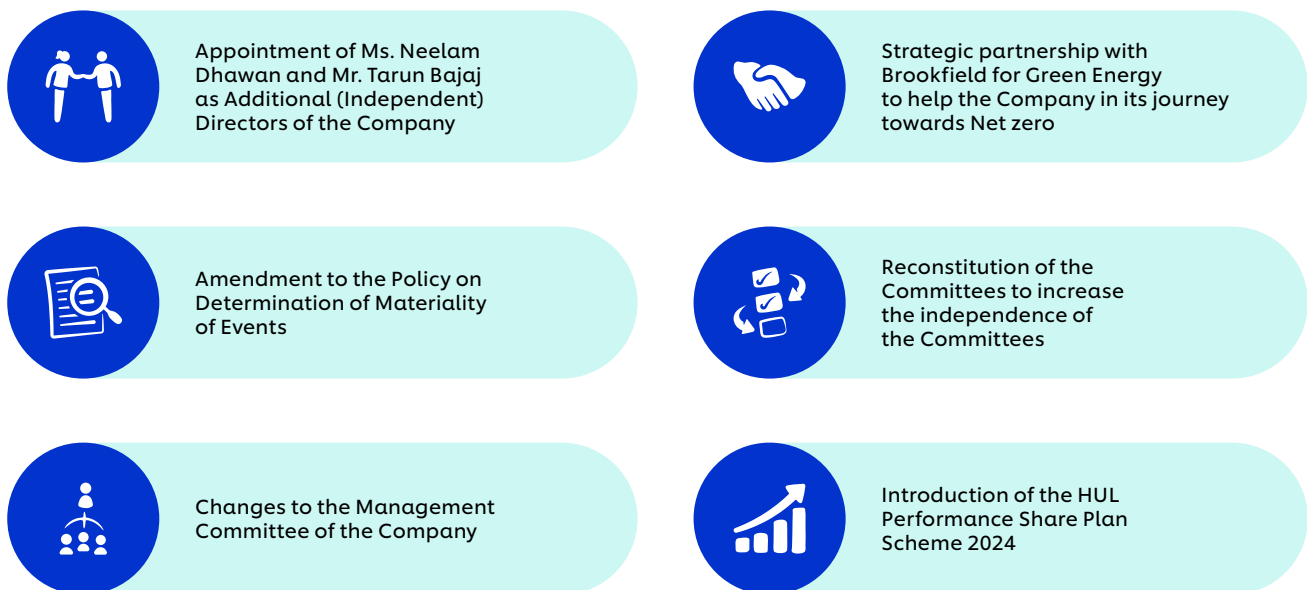 Appointment of Ms. Neelam
Dhawan and Mr. Tarun Bajaj
as Additional (Independent)
Directors of the Company
Strategic partnership with
Brookfield for Green Energy
to help the Company in its journey
towards Net zero
Amendment to the Policy on
Determination of Materiality
of Events
Reconstitution of the
Committees to increase
the independence of
the Committees
Changes to the Management
Committee of the Company
Introduction of the HUL
Performance Share Plan
Scheme 2024